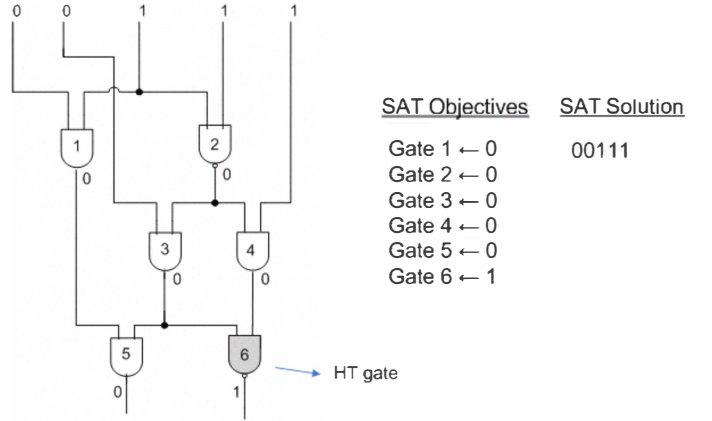 0 0 1 1 1
1 2
0 0
3 4
0 0
5 6
0 1
HT gate
SAT Objectives SAT Solution
Gate 1 ← 0 00111
Gate 2 ← 0
Gate 3 ← 0
Gate 4 ← 0
Gate 5 ← 0
Gate 6 ← 1